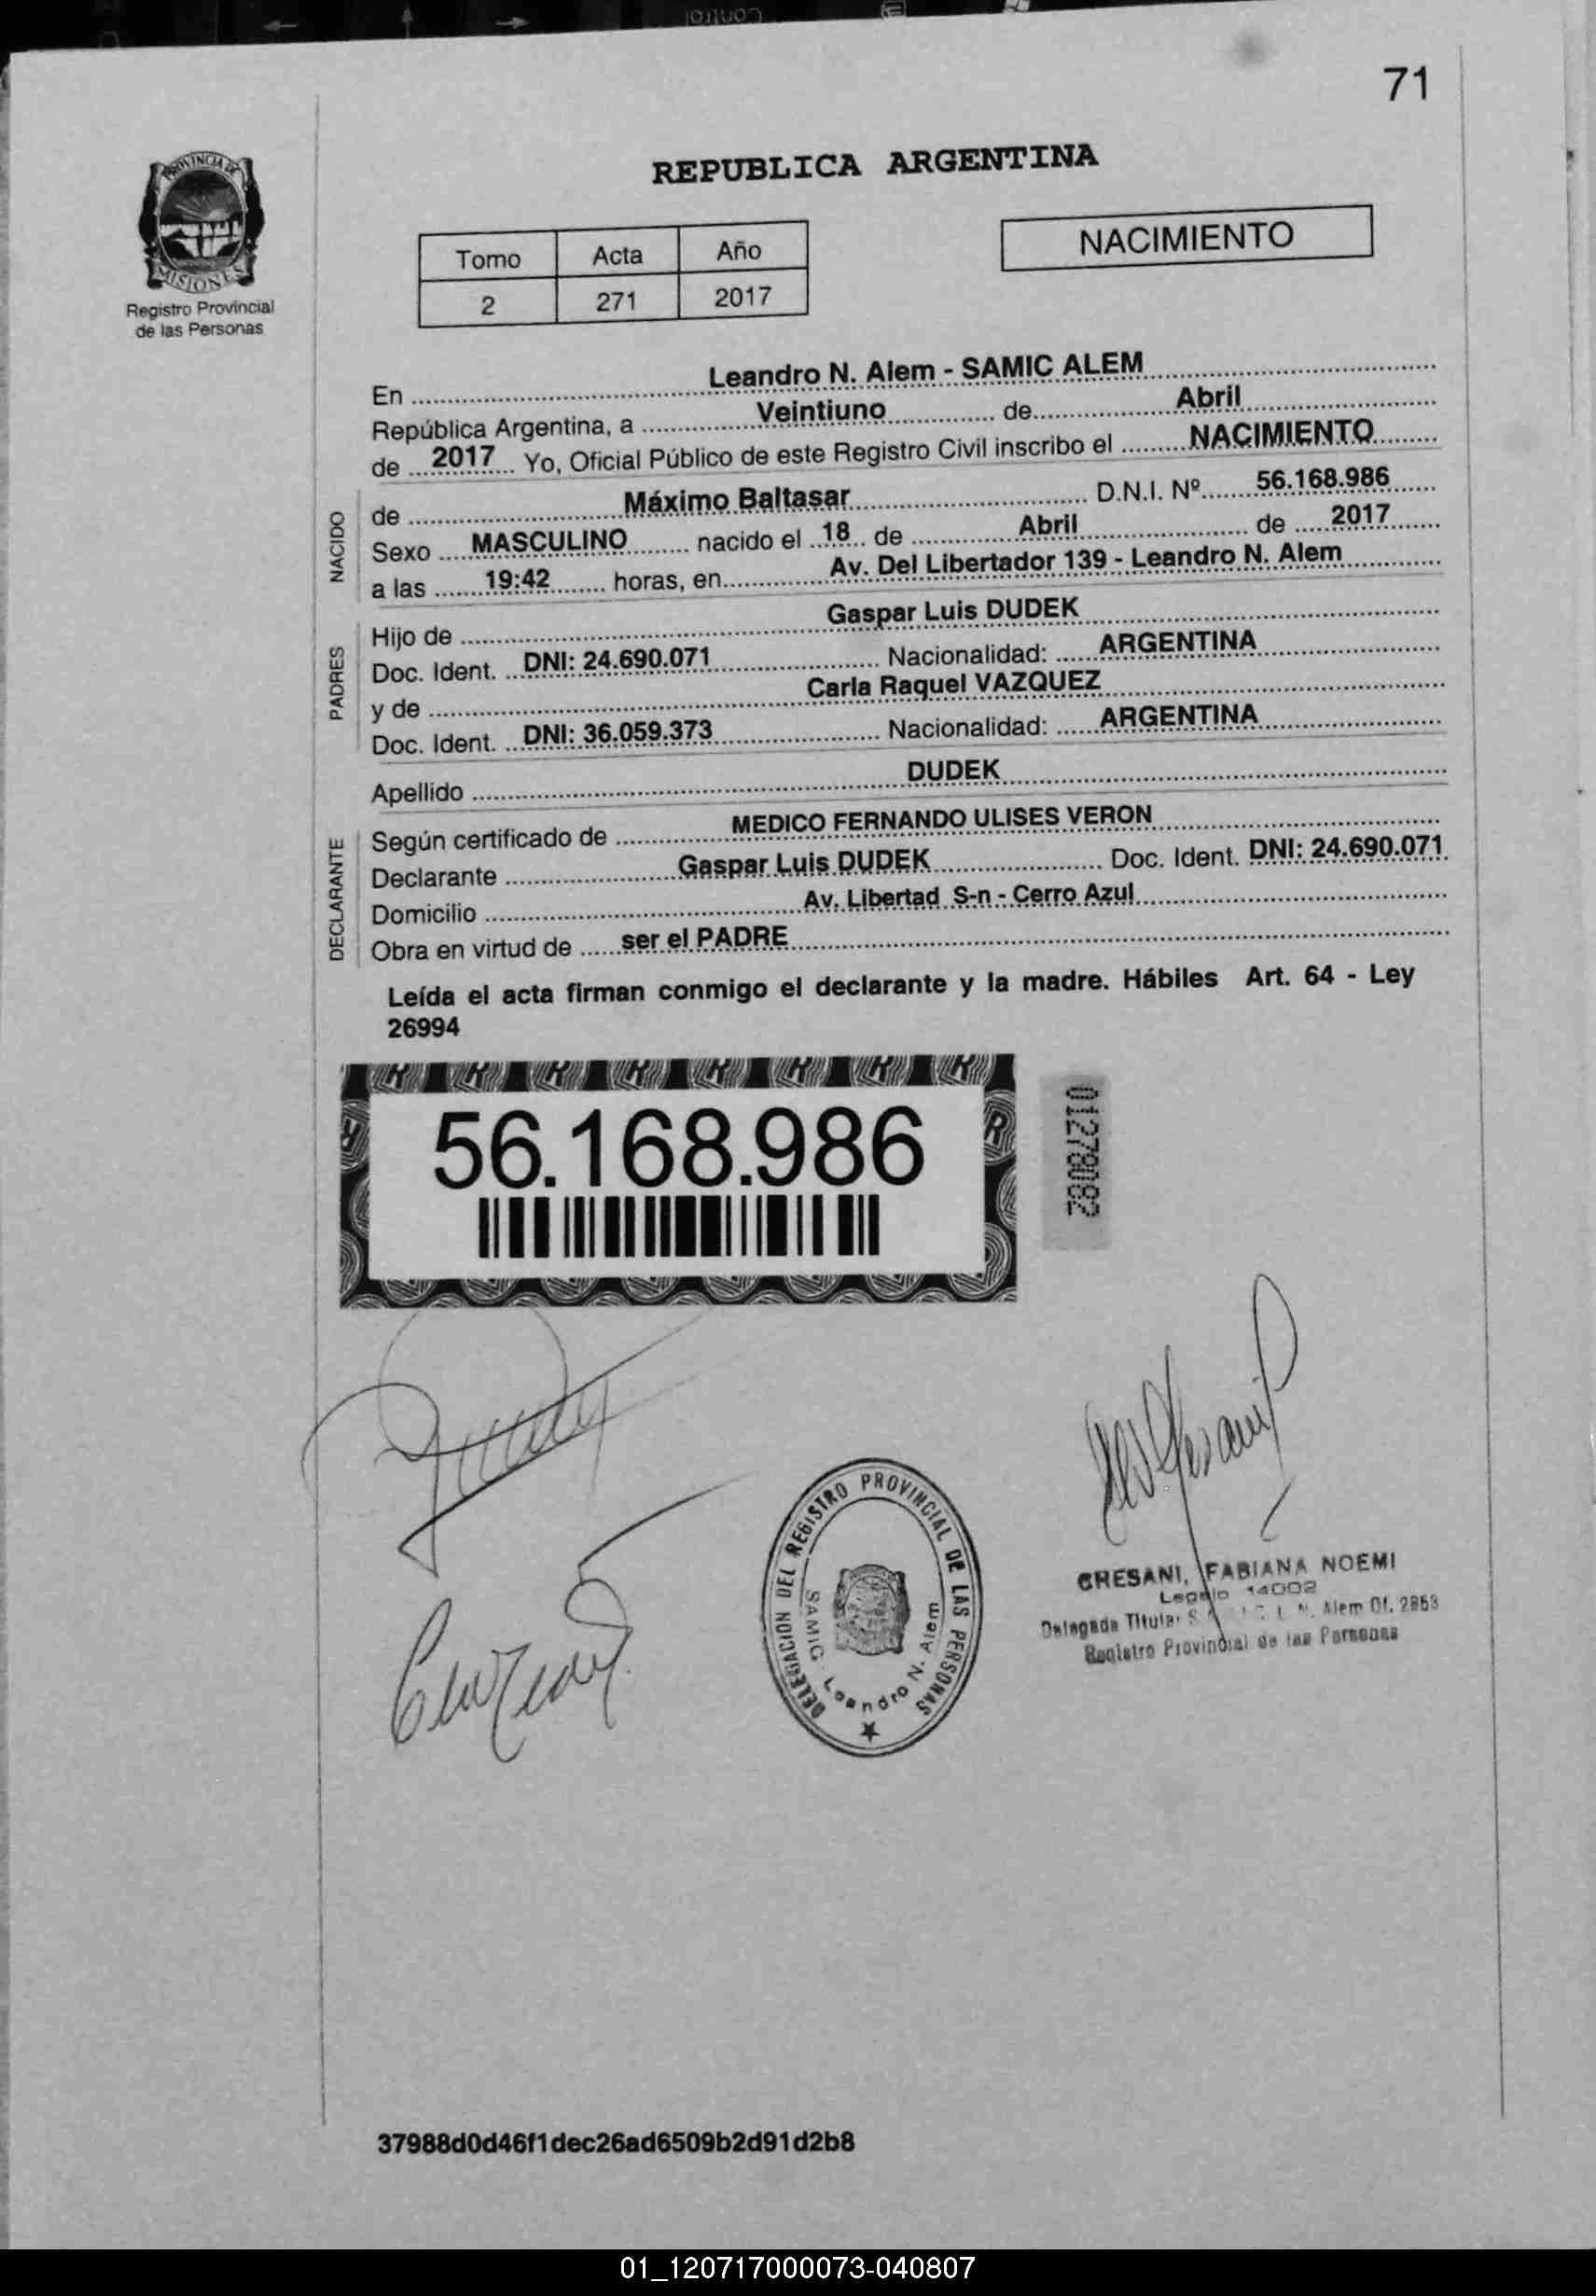 Control
71
PROVINCIA DE
MISIONES
Registro Provincial
de las Personas
REPUBLICA ARGENTINA
Tomo Acta Año
2 271 2017
NACIMIENTO
En Leandro N. Alem - SAMIC ALEM
República Argentina, a Veintiuno de Abril
de 2017 Yo, Oficial Público de este Registro Civil inscribo el NACIMIENTO
NACIDO
de Máximo Baltasar D.N.I. Nº 56.168.986
Sexo MASCULINO nacido el 18 de Abril de 2017
a las 19:42 horas, en Av. Del Libertador 139 - Leandro N. Alem
PADRES
Hijo de Gaspar Luis DUDEK
Doc. Ident. DNI: 24.690.071 Nacionalidad: ARGENTINA
y de Carla Raquel VAZQUEZ
Doc. Ident. DNI: 36.059.373 Nacionalidad: ARGENTINA
Apellido DUDEK
DECLARANTE
Según certificado de MEDICO FERNANDO ULISES VERON
Declarante Gaspar Luis DUDEK Doc. Ident. DNI: 24.690.071
Domicilio Av. Libertad S-n - Cerro Azul
Obra en virtud de ser el PADRE
Leída el acta firman conmigo el declarante y la madre. Hábiles Art. 64 - Ley
26994
56.168.986
01278082
DELEGACION DEL REGISTRO PROVINCIAL DE LAS PERSONAS
SAMIC - Leandro N. Alem
CRESANI, FABIANA NOEMI
Legajo 14002
Delegada Titular N. Alem Of. 2853
Registro Provincial de las Personas
37988d0d46f1dec26ad6509b2d91d2b8
01_120717000073-040807